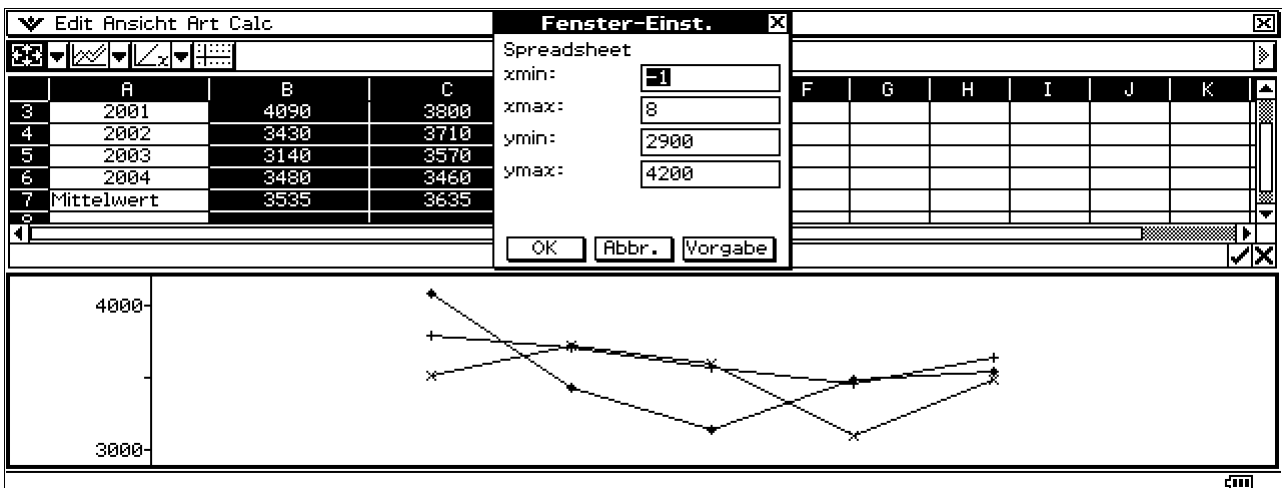 Edit Ansicht Art Calc
Fenster-Einst.
Spreadsheet
xmin: -1
xmax: 8
ymin: 2900
ymax: 4200
OK Abbr. Vorgabe
A B C F G H I J K
3 2001 4090 3800
4 2002 3430 3710
5 2003 3140 3570
6 2004 3480 3460
7 Mittelwert 3535 3635
4000
3000